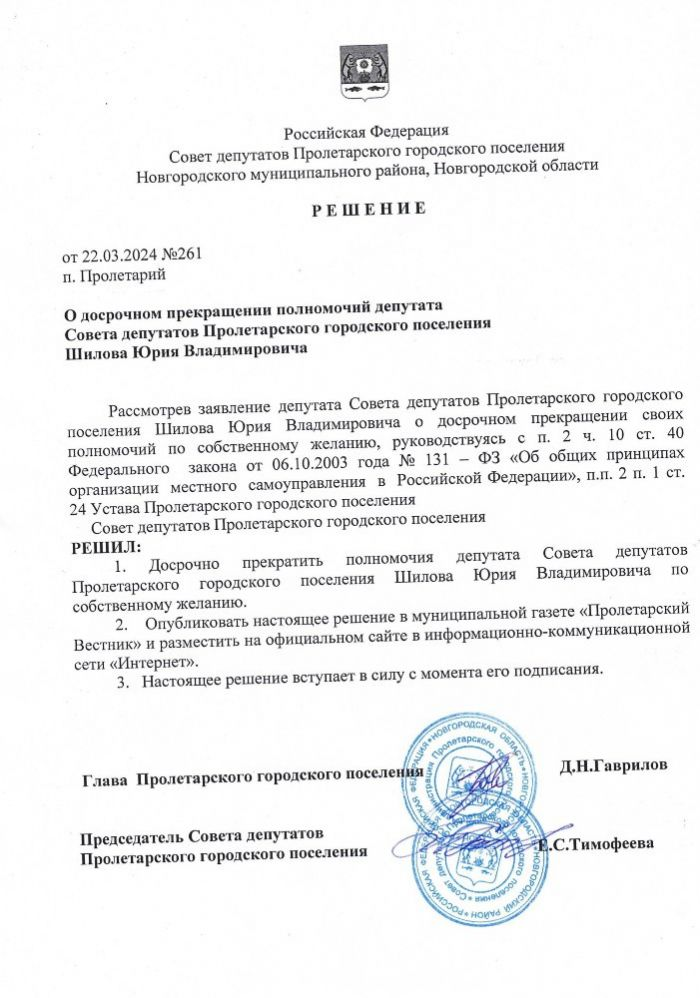 Российская Федерация
Совет депутатов Пролетарского городского поселения
Новгородского муниципального района, Новгородской области
Р Е Ш Е Н И Е
от 22.03.2024 №261
п. Пролетарий
О досрочном прекращении полномочий депутата
Совета депутатов Пролетарского городского поселения
Шилова Юрия Владимировича
Рассмотрев заявление депутата Совета депутатов Пролетарского городского
поселения Шилова Юрия Владимировича о досрочном прекращении своих
полномочий по собственному желанию, руководствуясь с п. 2 ч. 10 ст. 40
Федерального закона от 06.10.2003 года № 131 – ФЗ «Об общих принципах
организации местного самоуправления в Российской Федерации», п.п. 2 п. 1 ст.
24 Устава Пролетарского городского поселения
Совет депутатов Пролетарского городского поселения
РЕШИЛ:
1. Досрочно прекратить полномочия депутата Совета депутатов
Пролетарского городского поселения Шилова Юрия Владимировича по
собственному желанию.
2. Опубликовать настоящее решение в муниципальной газете «Пролетарский
Вестник» и разместить на официальном сайте в информационно-коммуникационной
сети «Интернет».
3. Настоящее решение вступает в силу с момента его подписания.
Глава Пролетарского городского поселения Д.Н.Гаврилов
Председатель Совета депутатов
Пролетарского городского поселения Е.С.Тимофеева